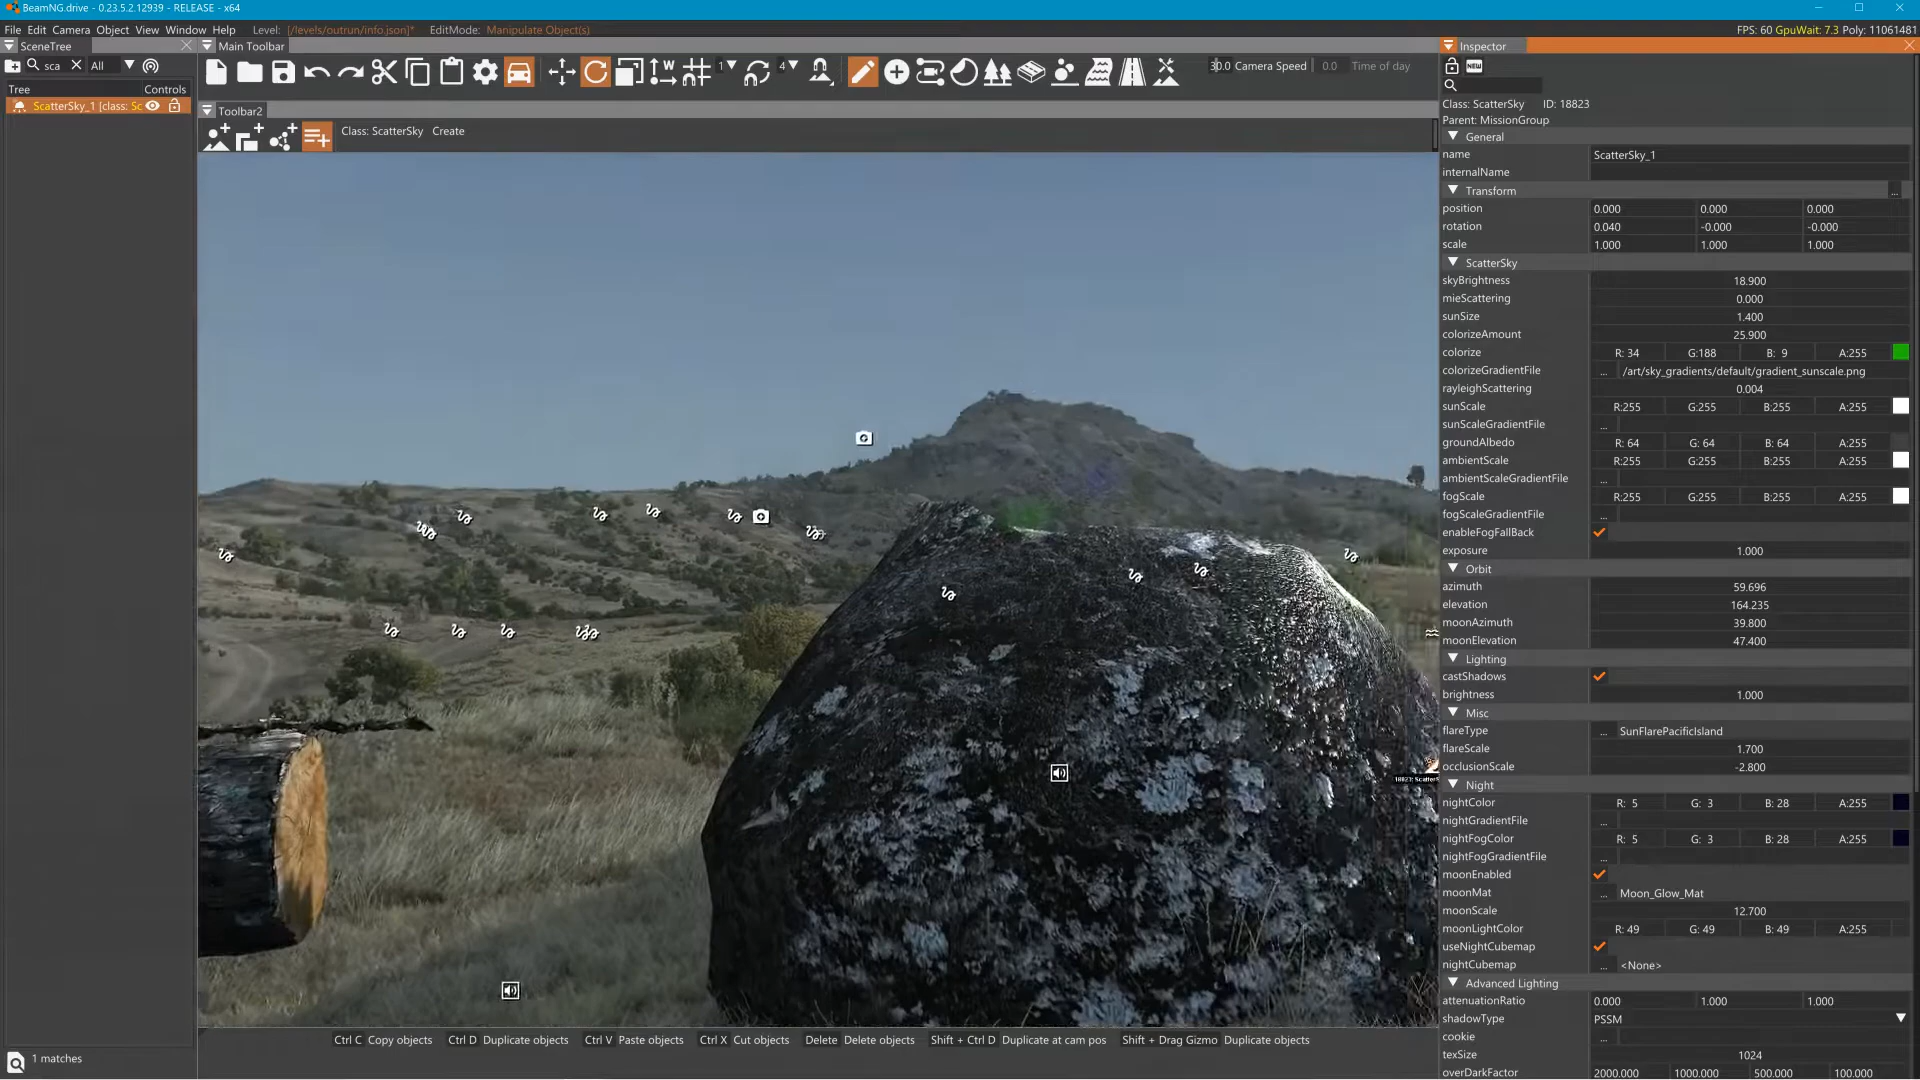 BeamNG.drive - 0.23.5.2.12939 - RELEASE - x64
File Edit Camera Object View Window Help Level: [/levels/outrun/info.json]* EditMode: Manipulate Object(s)
FPS: 60 GpuWait: 7.3 Poly: 11061481
SceneTree
Main Toolbar
Inspector
sca All
1 4 30.0 Camera Speed 0.0 Time of day
NEW
Tree Controls
ScatterSky_1 [class: Sc
Toolbar2
Class: ScatterSky Create
Class: ScatterSky ID: 18823
Parent: MissionGroup
General
name ScatterSky_1
internalName
Transform ...
position 0.000 0.000 0.000
rotation 0.040 -0.000 -0.000
scale 1.000 1.000 1.000
ScatterSky
skyBrightness 18.900
mieScattering 0.000
sunSize 1.400
colorizeAmount 25.900
colorize R: 34 G:188 B: 9 A:255
colorizeGradientFile ... /art/sky_gradients/default/gradient_sunscale.png
rayleighScattering 0.004
sunScale R:255 G:255 B:255 A:255
sunScaleGradientFile ...
groundAlbedo R: 64 G: 64 B: 64 A:255
ambientScale R:255 G:255 B:255 A:255
ambientScaleGradientFile ...
fogScale R:255 G:255 B:255 A:255
fogScaleGradientFile ...
enableFogFallBack
exposure 1.000
Orbit
azimuth 59.696
elevation 164.235
moonAzimuth 39.800
moonElevation 47.400
Lighting
castShadows
brightness 1.000
Misc
flareType ... SunFlarePacificIsland
flareScale 1.700
occlusionScale -2.800
Night
nightColor R: 5 G: 3 B: 28 A:255
nightGradientFile ...
nightFogColor R: 5 G: 3 B: 28 A:255
nightFogGradientFile ...
moonEnabled
moonMat ... Moon_Glow_Mat
moonScale 12.700
moonLightColor R: 49 G: 49 B: 49 A:255
useNightCubemap
nightCubemap ... <None>
Advanced Lighting
attenuationRatio 0.000 1.000 1.000
shadowType PSSM
cookie ...
texSize 1024
overDarkFactor 2000.000 1000.000 500.000 100.000
Ctrl C Copy objects Ctrl D Duplicate objects Ctrl V Paste objects Ctrl X Cut objects Delete Delete objects Shift + Ctrl D Duplicate at cam pos Shift + Drag Gizmo Duplicate objects
1 matches